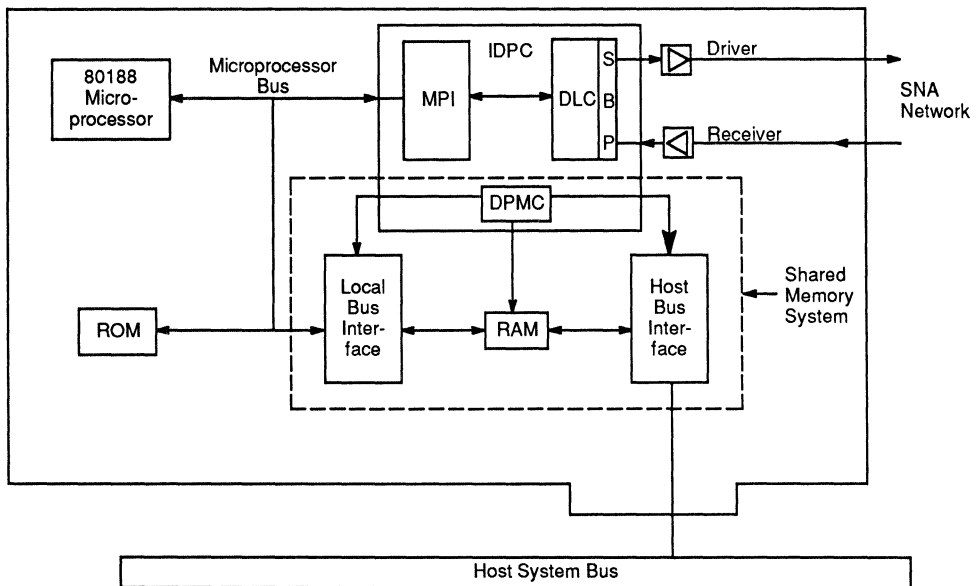 80188
Micro-
processor
Microprocessor
Bus
IDPC
MPI
DLC
S
B
P
Driver
Receiver
SNA
Network
DPMC
Local
Bus
Inter-
face
RAM
Host
Bus
Inter-
face
Shared
Memory
System
ROM
Host System Bus